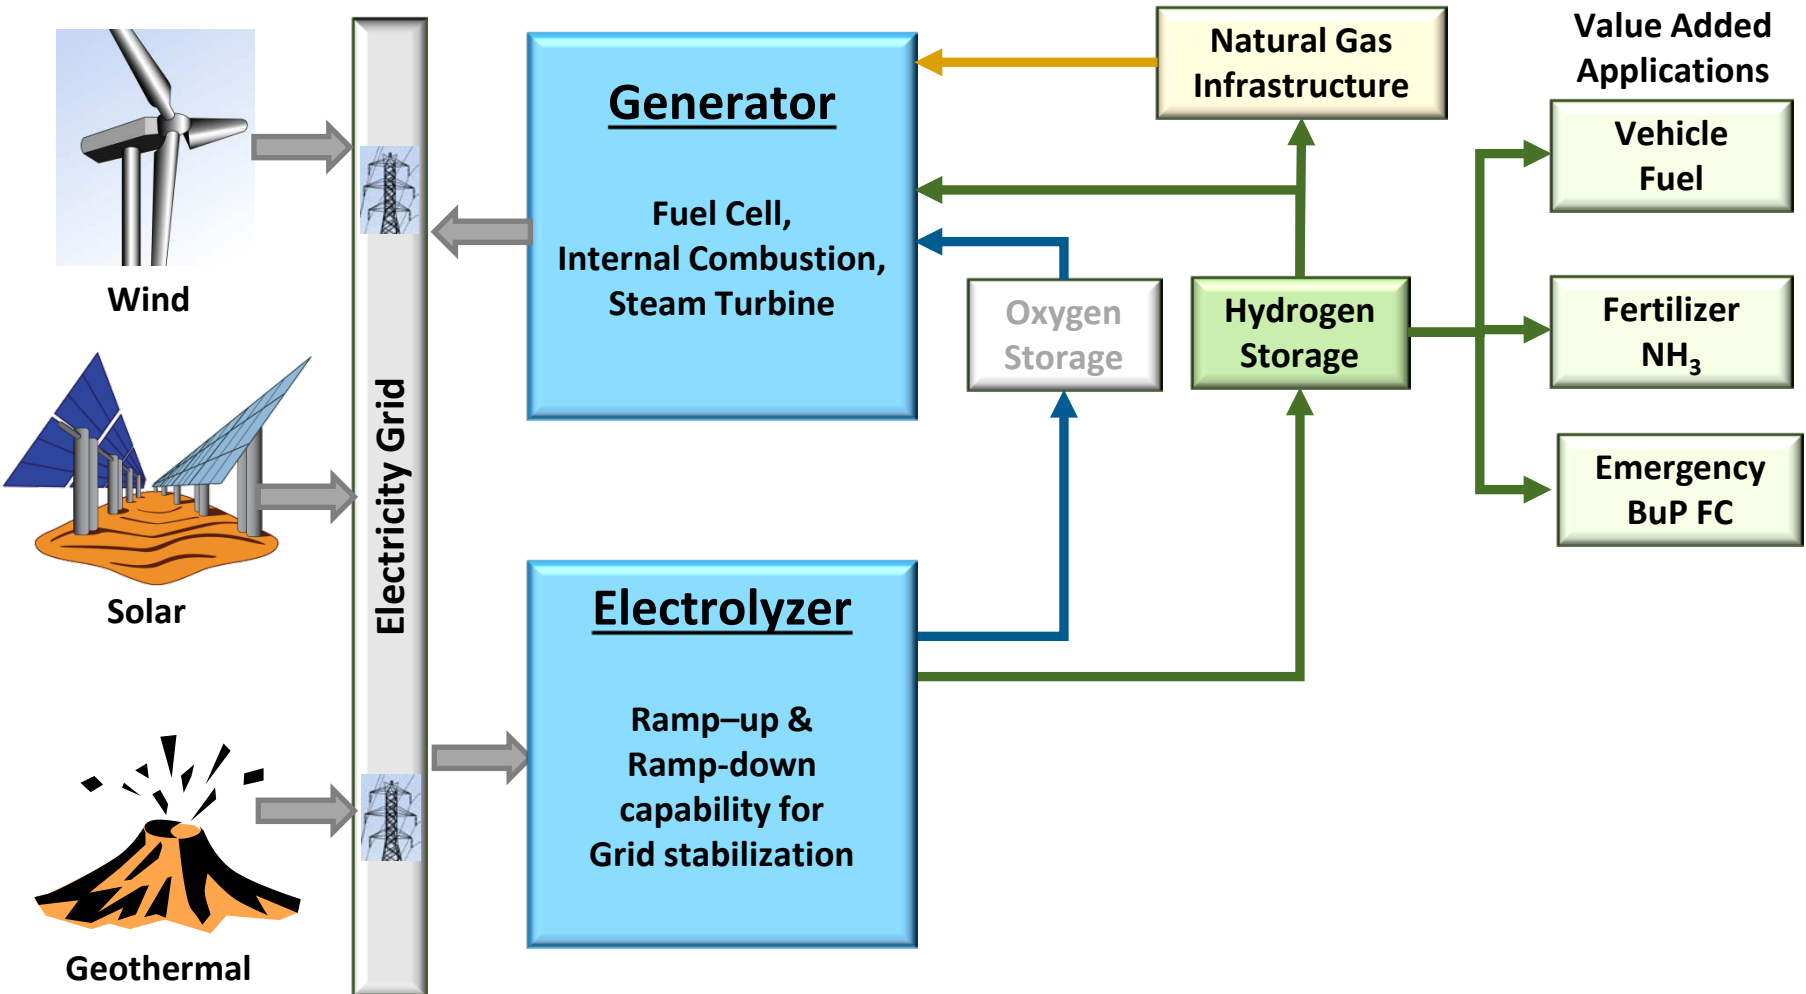 Wind
Solar
Geothermal
Electricity Grid
Generator
Fuel Cell,
Internal Combustion,
Steam Turbine
Electrolyzer
Ramp–up &
Ramp-down
capability for
Grid stabilization
Natural Gas
Infrastructure
Oxygen
Storage
Hydrogen
Storage
Value Added
Applications
Vehicle
Fuel
Fertilizer
NH₃
Emergency
BuP FC